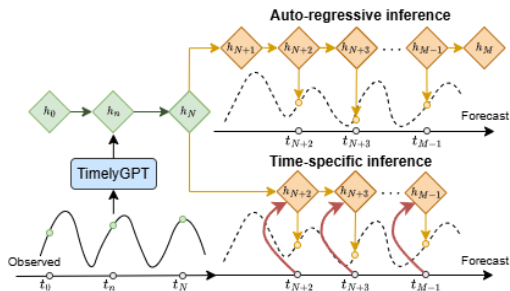 Auto-regressive inference
h_{N+1} h_{N+2} h_{N+3} ... h_{M-1} h_M
h_0 h_n h_N
Forecast
t_{N+2} t_{N+3} t_{M-1}
TimelyGPT
Time-specific inference
h_{N+2} h_{N+3} ... h_{M-1}
Observed
Forecast
t_0 t_n t_N t_{N+2} t_{N+3} t_{M-1}